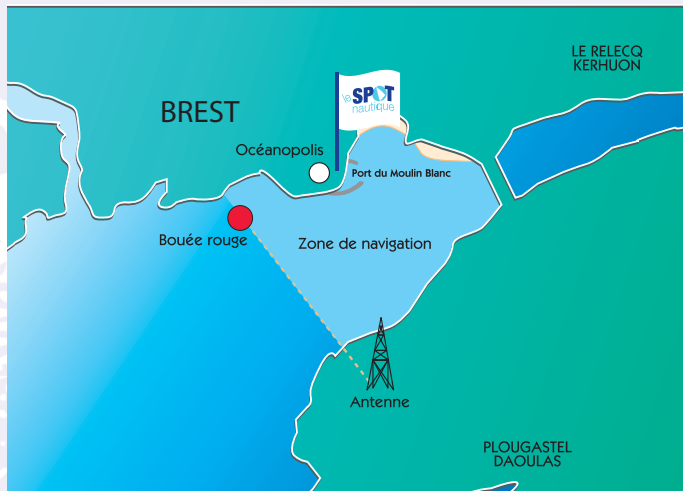 LE RELECQ
KERHUON
le SPOT
nautique
BREST
Océanopolis
Port du Moulin Blanc
Bouée rouge
Zone de navigation
Antenne
PLOUGASTEL
DAOULAS